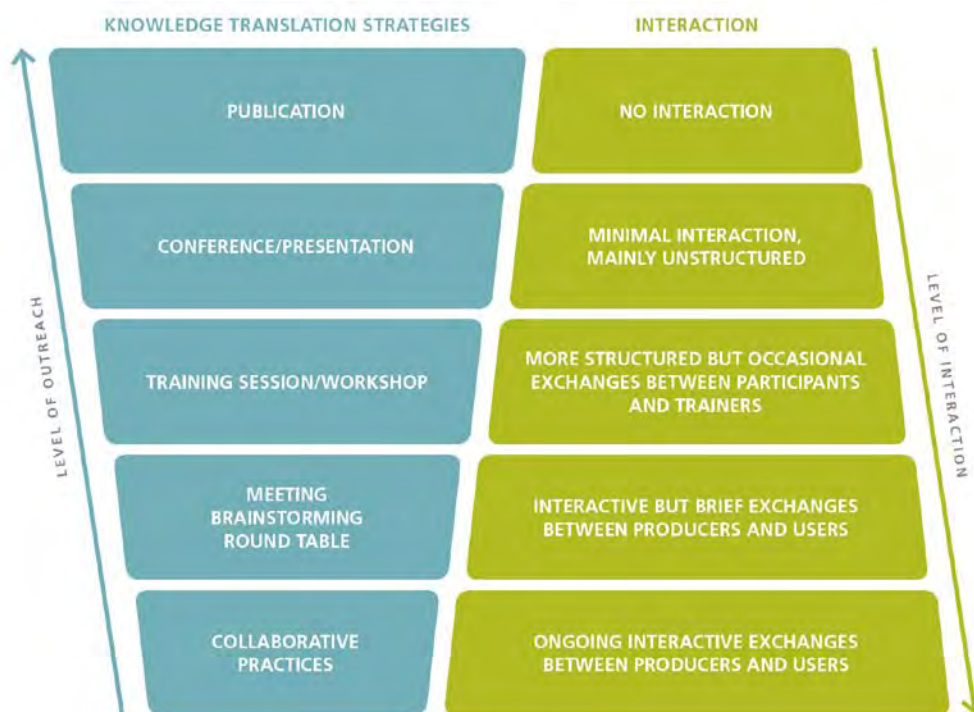 KNOWLEDGE TRANSLATION STRATEGIES
INTERACTION
PUBLICATION
NO INTERACTION
CONFERENCE/PRESENTATION
MINIMAL INTERACTION,
MAINLY UNSTRUCTURED
TRAINING SESSION/WORKSHOP
MORE STRUCTURED BUT OCCASIONAL
EXCHANGES BETWEEN PARTICIPANTS
AND TRAINERS
MEETING
BRAINSTORMING
ROUND TABLE
INTERACTIVE BUT BRIEF EXCHANGES
BETWEEN PRODUCERS AND USERS
COLLABORATIVE
PRACTICES
ONGOING INTERACTIVE EXCHANGES
BETWEEN PRODUCERS AND USERS
LEVEL OF OUTREACH
LEVEL OF INTERACTION